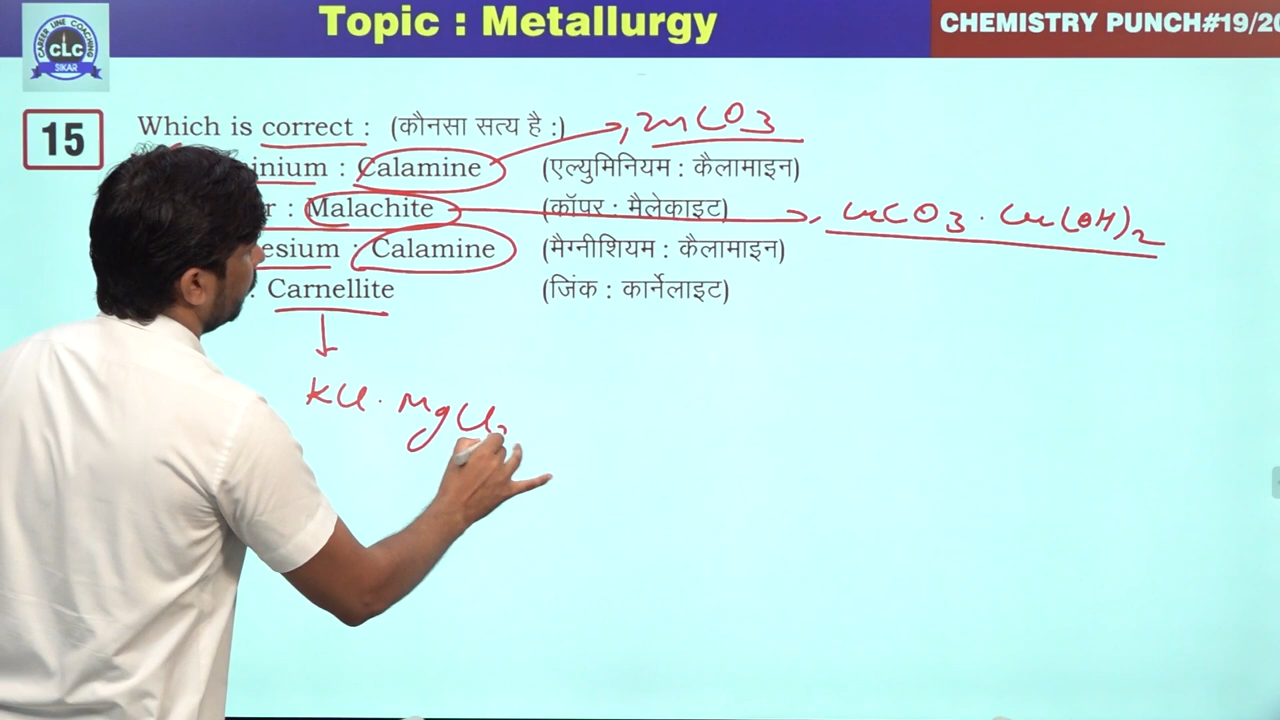 Topic : Metallurgy
CHEMISTRY PUNCH#19/20
CAREER LINE COACHING
CLC
SIKAR
15
Which is correct : (कौनसा सत्य है :) ZnCO3
inium : Calamine (एल्युमिनियम : कैलामाइन)
r : Malachite (कॉपर : मैलेकाइट) CuCO3 . Cu(OH)2
esium : Calamine (मैग्नीशियम : कैलामाइन)
: Carnellite (जिंक : कार्नेलाइट)
KCl . MgCl2